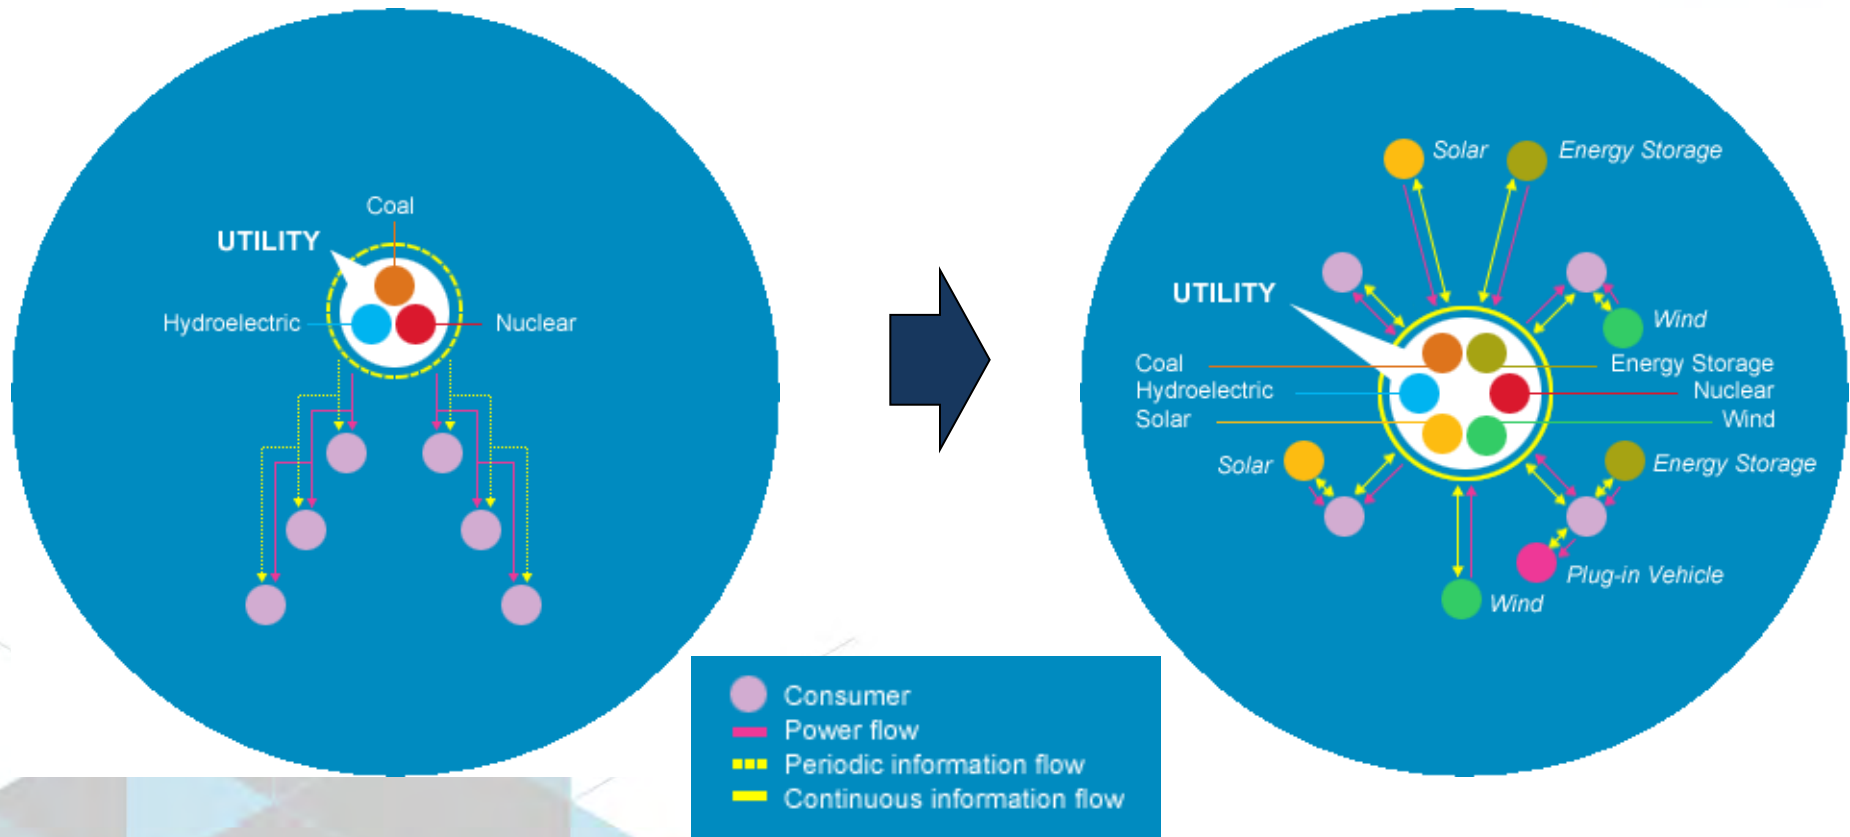 Coal
UTILITY
Hydroelectric
Nuclear
Solar
Energy Storage
UTILITY
Wind
Coal
Energy Storage
Hydroelectric
Nuclear
Solar
Wind
Solar
Energy Storage
Plug-in Vehicle
Wind
Consumer
Power flow
Periodic information flow
Continuous information flow